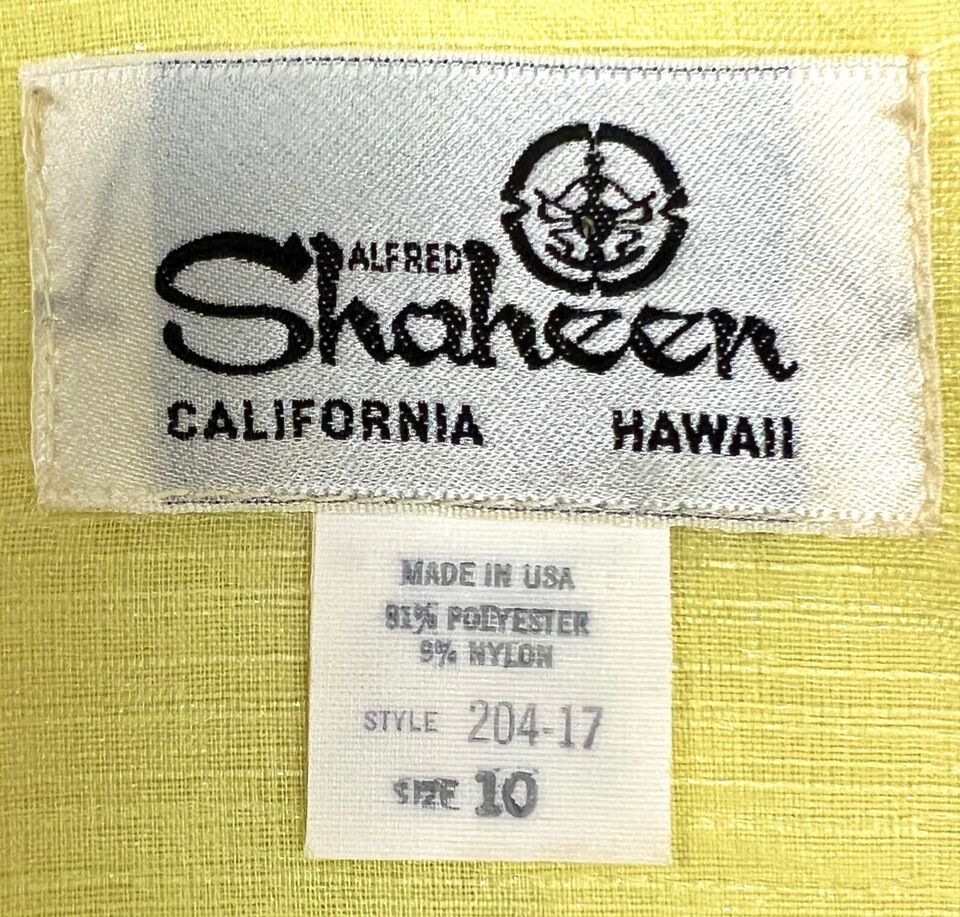 ALFRED
Shaheen
CALIFORNIA HAWAII
MADE IN USA
91% POLYESTER
9% NYLON
STYLE 204-17
SIZE 10